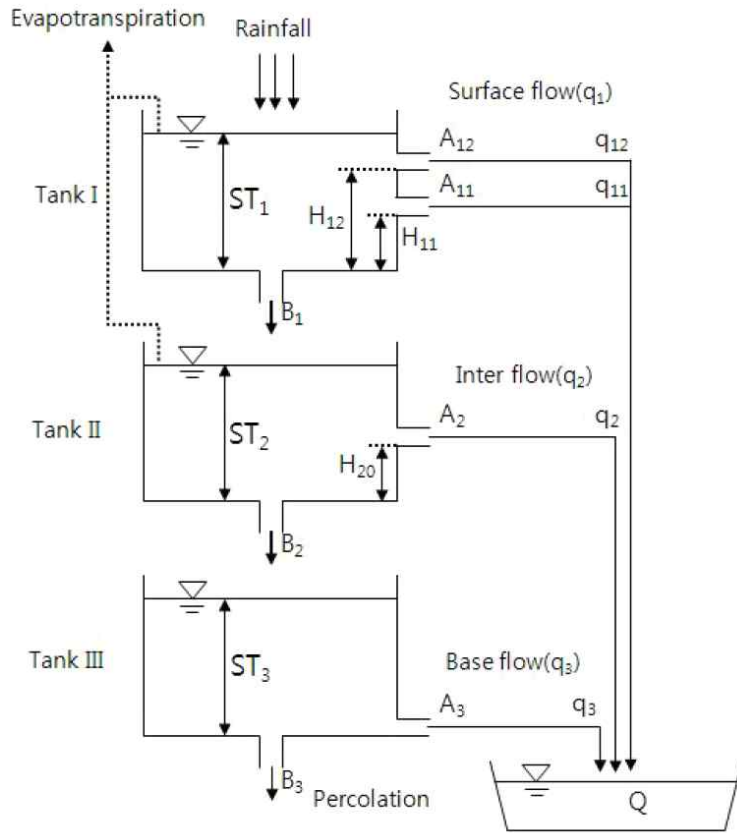 Evapotranspiration
Rainfall
Surface flow(q₁)
A₁₂ q₁₂
Tank I
ST₁
H₁₂
A₁₁ q₁₁
H₁₁
B₁
Inter flow(q₂)
Tank II
ST₂
A₂ q₂
H₂₀
B₂
Tank III
ST₃
Base flow(q₃)
A₃ q₃
B₃
Percolation
Q